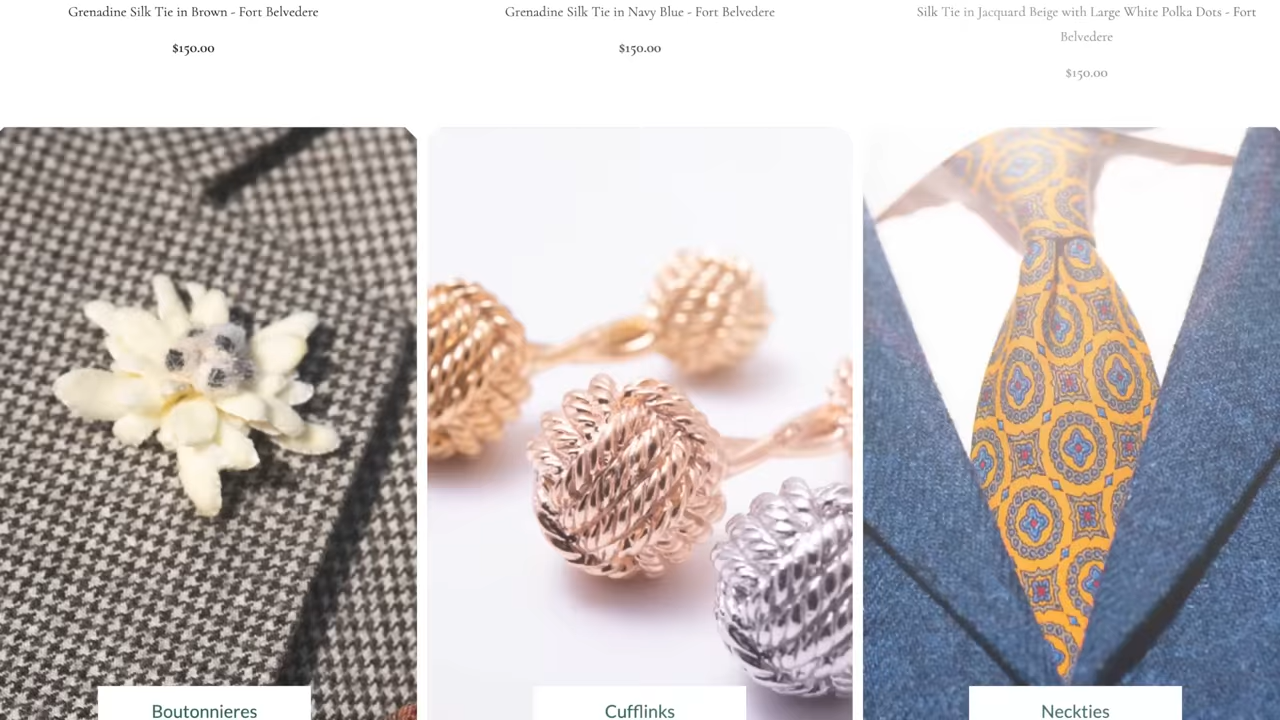 Grenadine Silk Tie in Brown - Fort Belvedere
$150.00
Grenadine Silk Tie in Navy Blue - Fort Belvedere
$150.00
Silk Tie in Jacquard Beige with Large White Polka Dots - Fort
Belvedere
$150.00
Boutonnieres
Cufflinks
Neckties